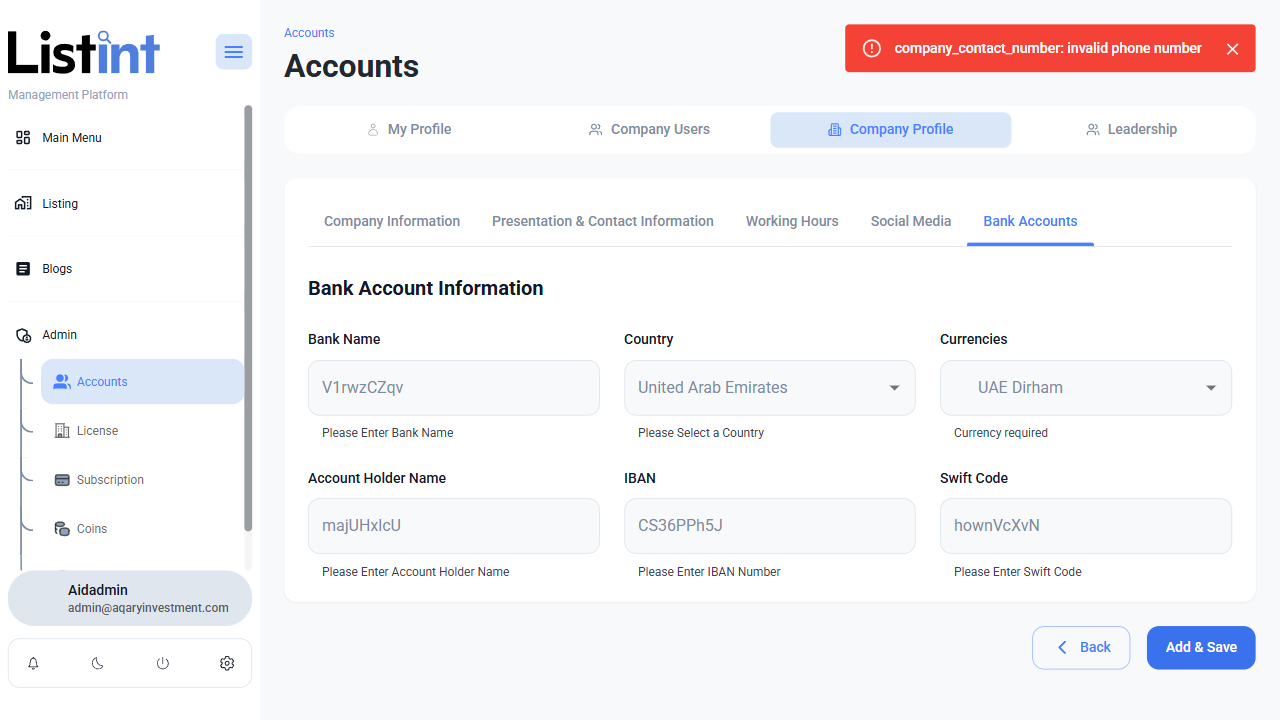 Listint
Management Platform
Main Menu
Listing
Blogs
Admin
Accounts
License
Subscription
Coins
Aidadmin
admin@aqaryinvestment.com
Accounts
Accounts
company_contact_number: invalid phone number
My Profile
Company Users
Company Profile
Leadership
Company Information
Presentation & Contact Information
Working Hours
Social Media
Bank Accounts
Bank Account Information
Bank Name
Country
Currencies
V1rwzCZqv
United Arab Emirates
UAE Dirham
Please Enter Bank Name
Please Select a Country
Currency required
Account Holder Name
IBAN
Swift Code
majUHxIcU
CS36PPh5J
hownVcXvN
Please Enter Account Holder Name
Please Enter IBAN Number
Please Enter Swift Code
Back
Add & Save